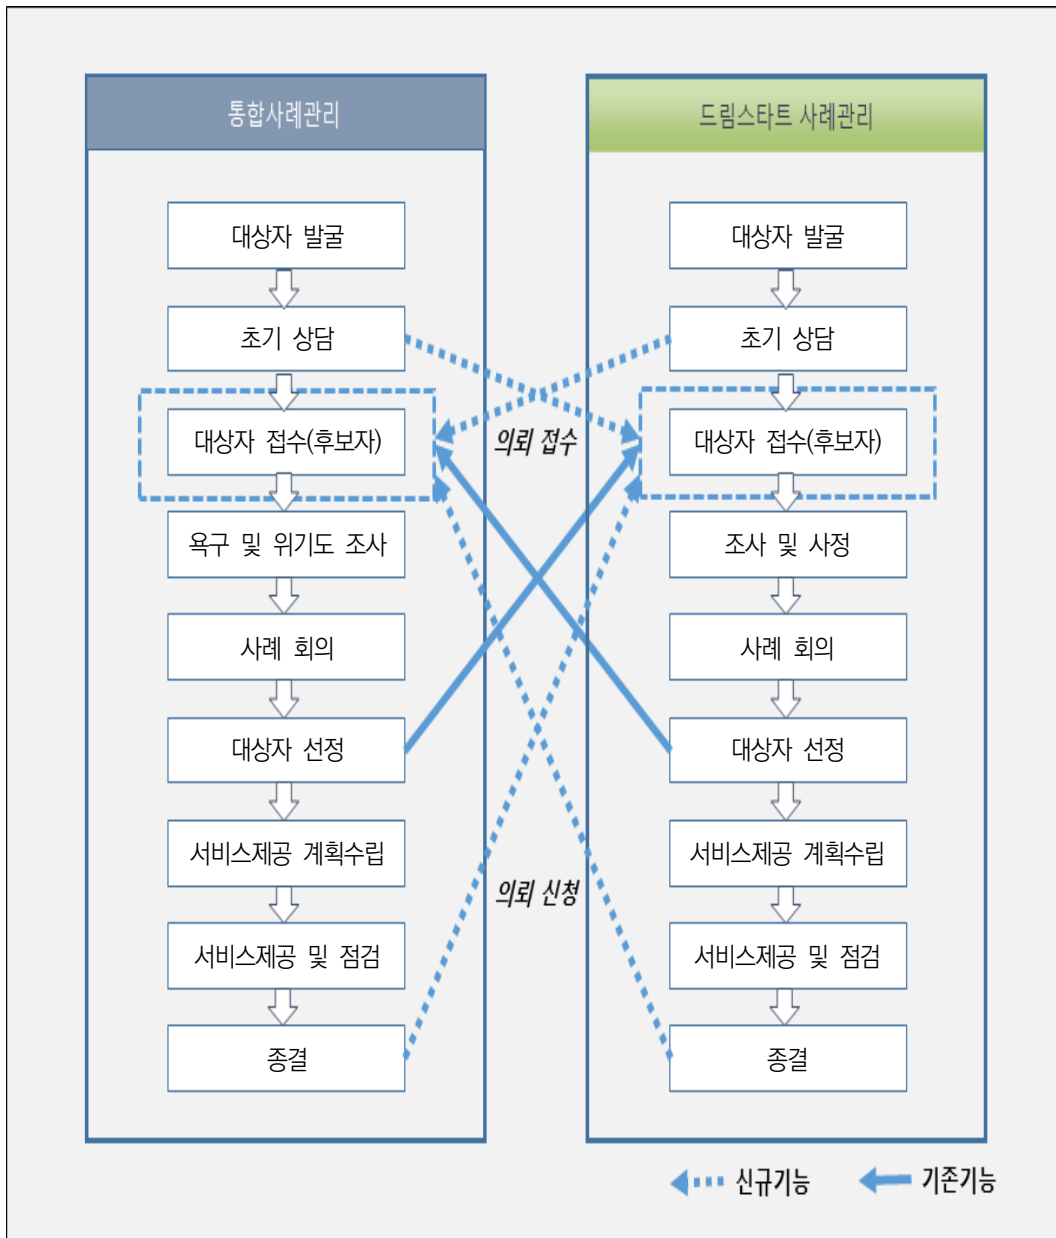 통합사례관리
대상자 발굴
초기 상담
대상자 접수(후보자)
욕구 및 위기도 조사
사례 회의
대상자 선정
서비스제공 계획수립
서비스제공 및 점검
종결
의뢰 접수
의뢰 신청
드림스타트 사례관리
대상자 발굴
초기 상담
대상자 접수(후보자)
조사 및 사정
사례 회의
대상자 선정
서비스제공 계획수립
서비스제공 및 점검
종결
신규기능
기존기능